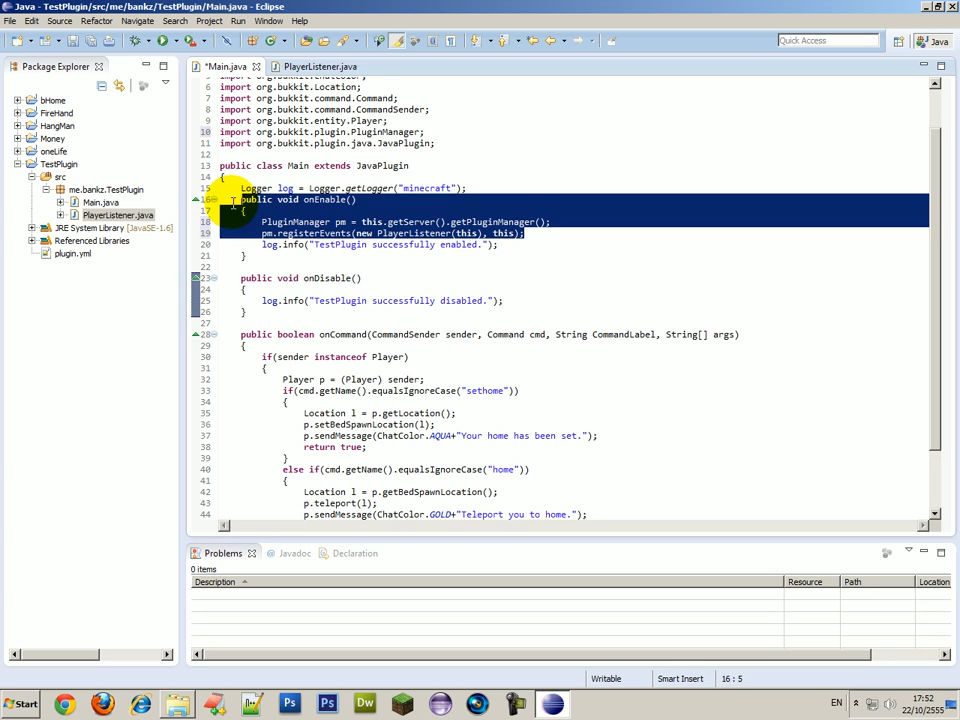 Java - TestPlugin/src/me/bankz/TestPlugin/Main.java - Eclipse
File Edit Source Refactor Navigate Search Project Run Window Help
Quick Access Java
Package Explorer
*Main.java PlayerListener.java
bHome
FireHand
HangMan
Money
oneLife
TestPlugin
src
me.bankz.TestPlugin
Main.java
PlayerListener.java
JRE System Library [JavaSE-1.6]
Referenced Libraries
plugin.yml
6 import org.bukkit.Location;
7 import org.bukkit.command.Command;
8 import org.bukkit.command.CommandSender;
9 import org.bukkit.entity.Player;
10 import org.bukkit.plugin.PluginManager;
11 import org.bukkit.plugin.java.JavaPlugin;
12
13 public class Main extends JavaPlugin
14 {
15 Logger log = Logger.getLogger("minecraft");
16 public void onEnable()
17 {
18 PluginManager pm = this.getServer().getPluginManager();
19 pm.registerEvents(new PlayerListener(this), this);
20 log.info("TestPlugin successfully enabled.");
21 }
22
23 public void onDisable()
24 {
25 log.info("TestPlugin successfully disabled.");
26 }
27
28 public boolean onCommand(CommandSender sender, Command cmd, String CommandLabel, String[] args)
29 {
30 if(sender instanceof Player)
31 {
32 Player p = (Player) sender;
33 if(cmd.getName().equalsIgnoreCase("sethome"))
34 {
35 Location l = p.getLocation();
36 p.setBedSpawnLocation(l);
37 p.sendMessage(ChatColor.AQUA+"Your home has been set.");
38 return true;
39 }
40 else if(cmd.getName().equalsIgnoreCase("home"))
41 {
42 Location l = p.getBedSpawnLocation();
43 p.teleport(l);
44 p.sendMessage(ChatColor.GOLD+"Teleport you to home.");
Problems @ Javadoc Declaration
0 items
Description Resource Path Location
Writable Smart Insert 16 : 5
Start Ps Ps Dw EN 17:52
22/10/2555